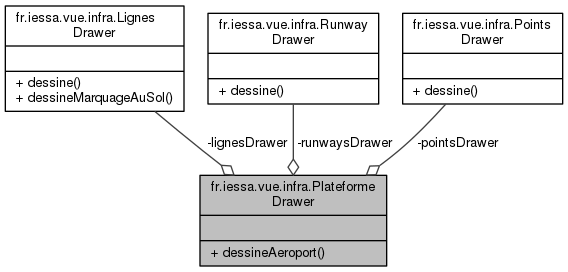 fr.iessa.vue.infra.Lignes
Drawer
+ dessine()
+ dessineMarquageAuSol()
fr.iessa.vue.infra.Runway
Drawer
+ dessine()
fr.iessa.vue.infra.Points
Drawer
+ dessine()
-lignesDrawer
-runwaysDrawer
-pointsDrawer
fr.iessa.vue.infra.Plateforme
Drawer
+ dessineAeroport()